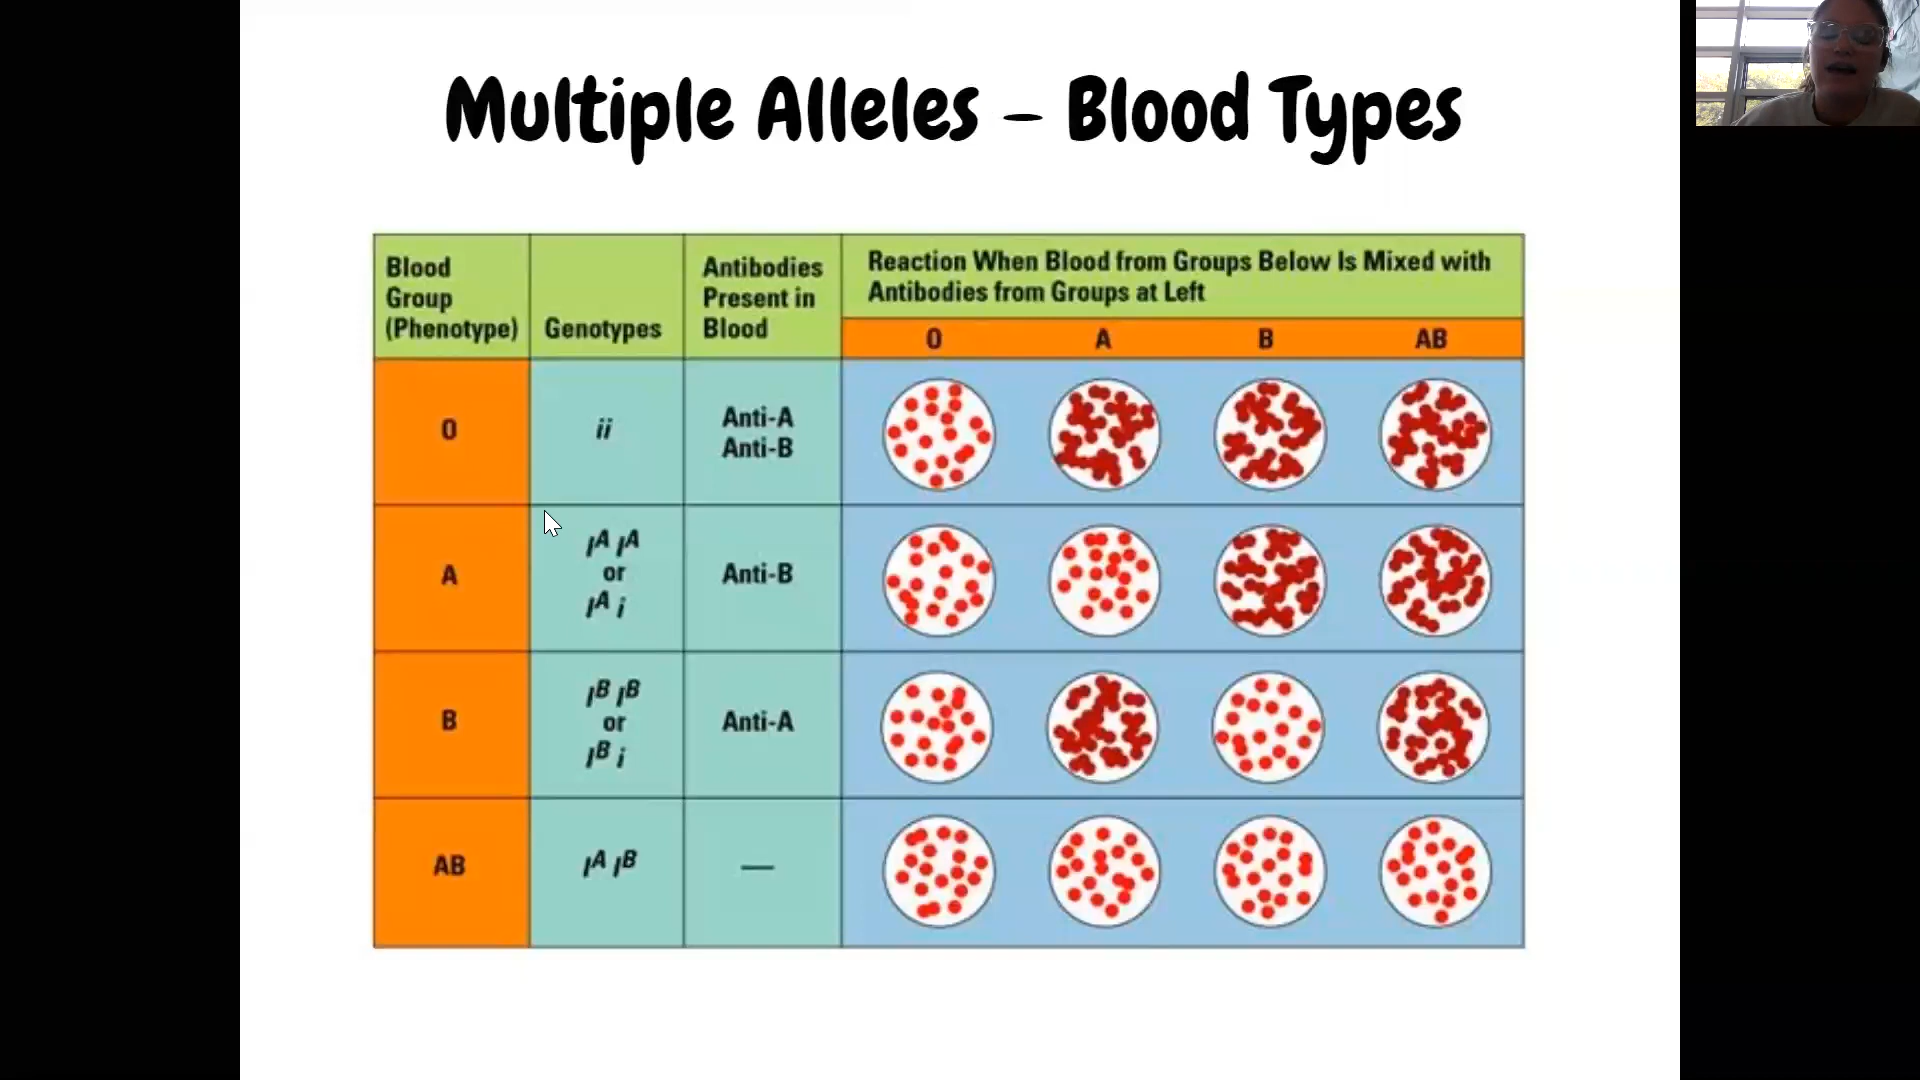 Multiple Alleles – Blood Types
Blood
Group
(Phenotype)
Genotypes
Antibodies
Present in
Blood
Reaction When Blood from Groups Below Is Mixed with
Antibodies from Groups at Left
O A B AB
O
ii
Anti-A
Anti-B
A
I^A I^A
or
I^A i
Anti-B
B
I^B I^B
or
I^B i
Anti-A
AB
I^A I^B
—